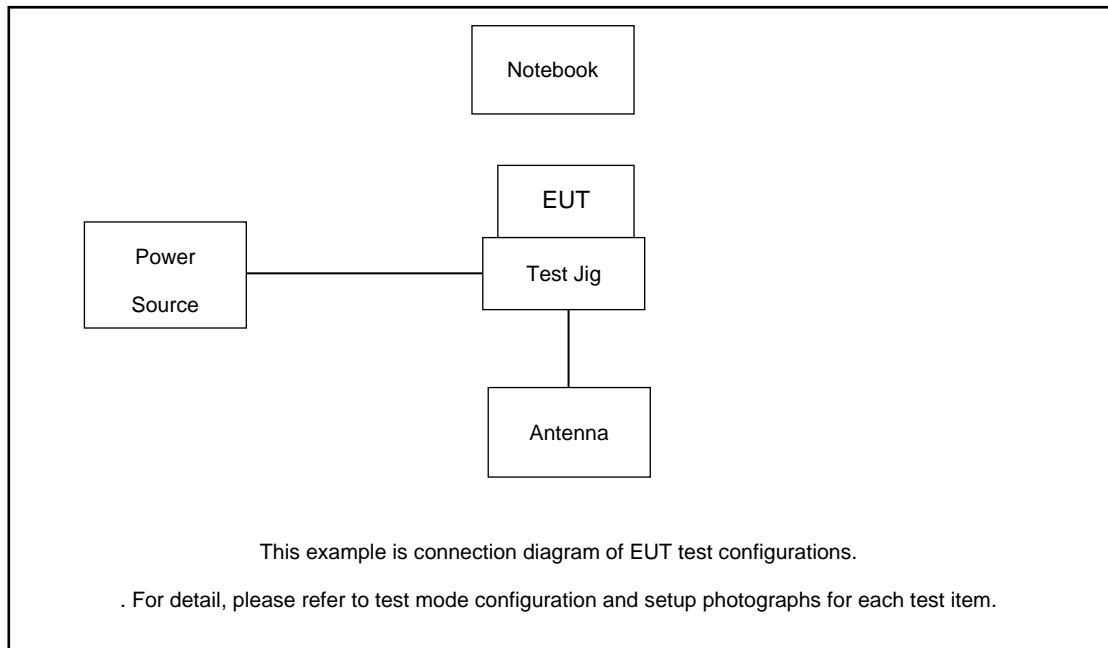 Notebook
EUT
Power
Source
Test Jig
Antenna
This example is connection diagram of EUT test configurations.
. For detail, please refer to test mode configuration and setup photographs for each test item.